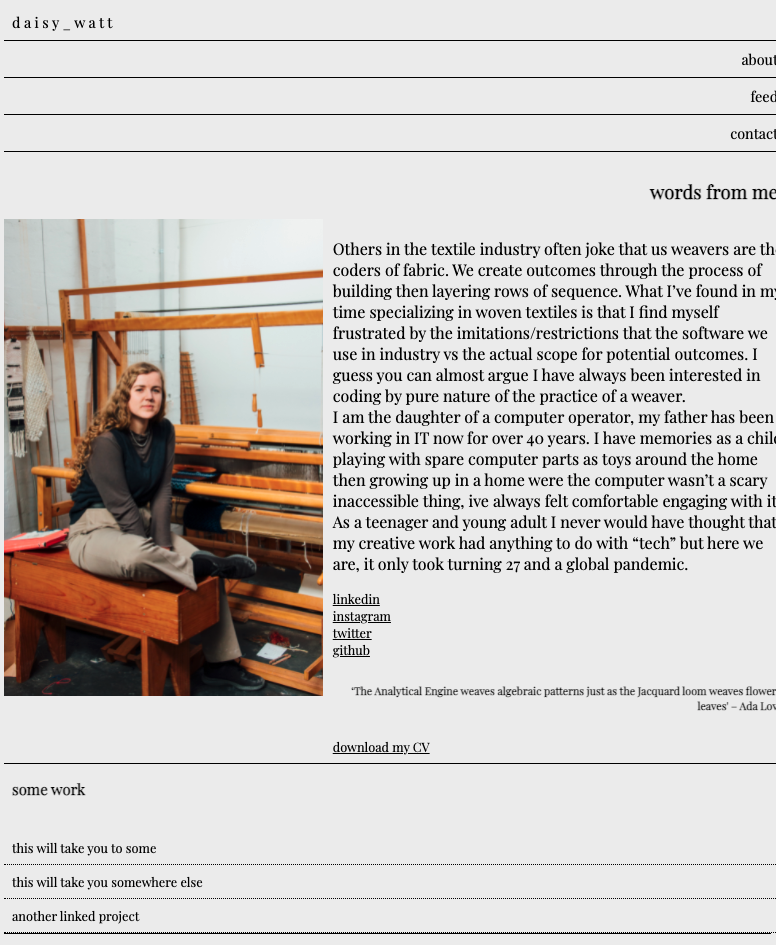 daisy_watt
about
feed
contact
words from me
Others in the textile industry often joke that us weavers are th
coders of fabric. We create outcomes through the process of
building then layering rows of sequence. What I’ve found in my
time specializing in woven textiles is that I find myself
frustrated by the imitations/restrictions that the software we
use in industry vs the actual scope for potential outcomes. I
guess you can almost argue I have always been interested in
coding by pure nature of the practice of a weaver.
I am the daughter of a computer operator, my father has been
working in IT now for over 40 years. I have memories as a child
playing with spare computer parts as toys around the home
then growing up in a home were the computer wasn’t a scary
inaccessible thing, ive always felt comfortable engaging with it
As a teenager and young adult I never would have thought that
my creative work had anything to do with “tech” but here we
are, it only took turning 27 and a global pandemic.
linkedin
instagram
twitter
github
‘The Analytical Engine weaves algebraic patterns just as the Jacquard loom weaves flower
leaves’ – Ada Lov
download my CV
some work
this will take you to some
this will take you somewhere else
another linked project